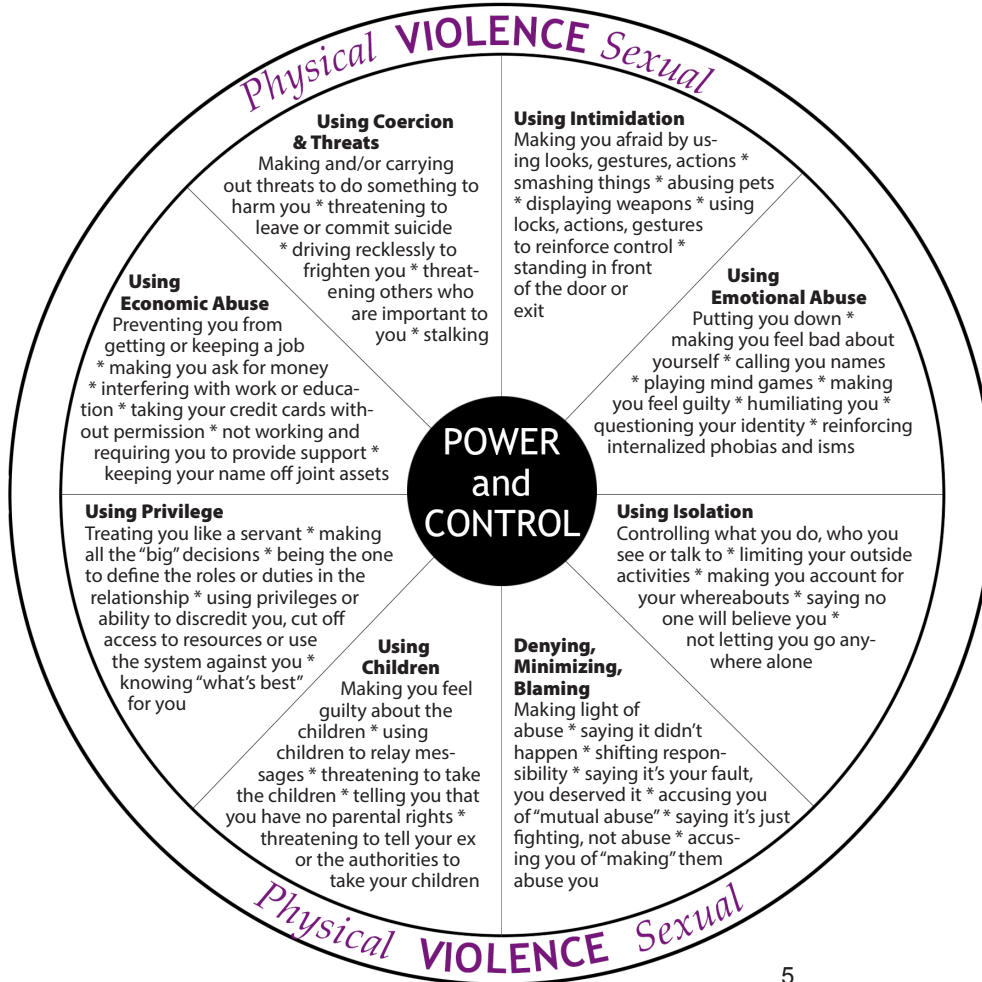 Physical VIOLENCE Sexual
Using Coercion
& Threats
Making and/or carrying
out threats to do something to
harm you * threatening to
leave or commit suicide
* driving recklessly to
frighten you * threat-
ening others who
are important to
you * stalking
Using Intimidation
Making you afraid by us-
ing looks, gestures, actions *
smashing things * abusing pets
* displaying weapons * using
locks, actions, gestures
to reinforce control *
standing in front
of the door or
exit
Using
Emotional Abuse
Putting you down *
making you feel bad about
yourself * calling you names
* playing mind games * making
you feel guilty * humiliating you *
questioning your identity * reinforcing
internalized phobias and isms
Using
Economic Abuse
Preventing you from
getting or keeping a job
* making you ask for money
* interfering with work or educa-
tion * taking your credit cards with-
out permission * not working and
requiring you to provide support *
keeping your name off joint assets
POWER
and
CONTROL
Using Privilege
Treating you like a servant * making
all the “big” decisions * being the one
to define the roles or duties in the
relationship * using privileges or
ability to discredit you, cut off
access to resources or use
the system against you *
knowing “what’s best”
for you
Using Isolation
Controlling what you do, who you
see or talk to * limiting your outside
activities * making you account for
your whereabouts * saying no
one will believe you *
not letting you go any-
where alone
Using
Children
Making you feel
guilty about the
children * using
children to relay mes-
sages * threatening to take
the children * telling you that
you have no parental rights *
threatening to tell your ex
or the authorities to
take your children
Denying,
Minimizing,
Blaming
Making light of
abuse * saying it didn’t
happen * shifting respon-
sibility * saying it’s your fault,
you deserved it * accusing you
of “mutual abuse” * saying it’s just
fighting, not abuse * accus-
ing you of “making” them
abuse you
Physical VIOLENCE Sexual
5